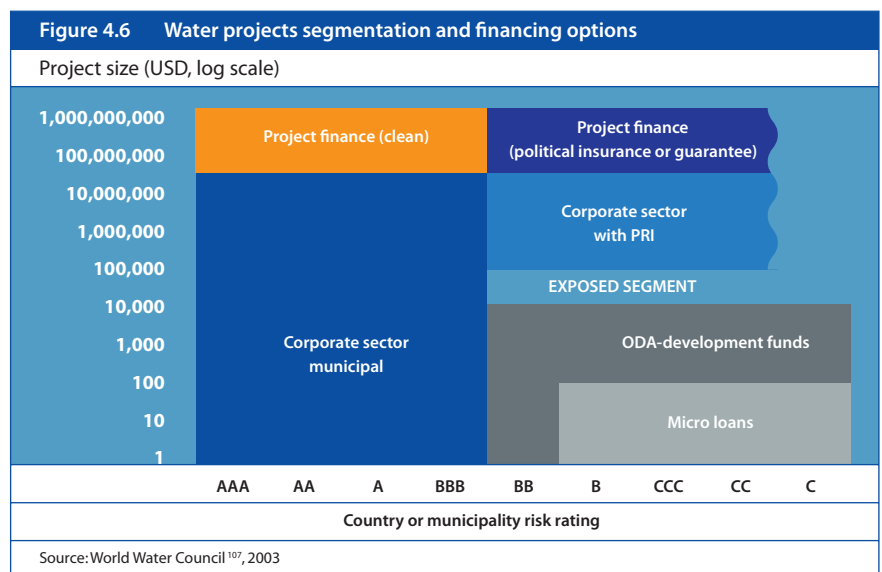 Figure 4.6 Water projects segmentation and financing options
Project size (USD, log scale)
1,000,000,000
100,000,000
10,000,000
1,000,000
100,000
10,000
1,000
100
10
1
Project finance (clean)
Project finance
(political insurance or guarantee)
Corporate sector
with PRI
EXPOSED SEGMENT
Corporate sector
municipal
ODA-development funds
Micro loans
AAA AA A BBB BB B CCC CC C
Country or municipality risk rating
Source: World Water Council 107, 2003